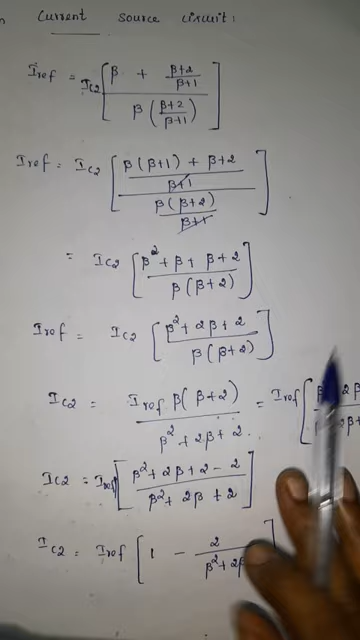 Current Source circuit:
Iref = Ic2 [ β + (β+2)/(β+1) / β ( (β+2)/(β+1) ) ]
Iref = Ic2 [ (β(β+1) + β+2)/(β+1) / (β(β+2))/(β+1) ]
= Ic2 [ (β² + β + β+2) / β(β+2) ]
Iref = Ic2 [ (β² + 2β + 2) / β(β+2) ]
Ic2 = Iref β(β+2) / (β² + 2β + 2) = Iref [
Ic2 = Iref [ (β² + 2β + 2 - 2) / (β² + 2β + 2) ]
Ic2 = Iref [ 1 - 2 / (β² + 2β ]